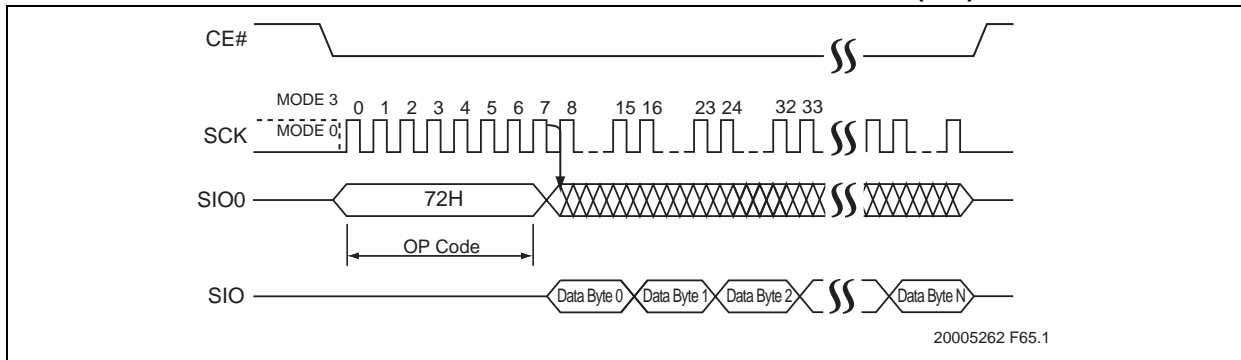 CE#
MODE 3
0 1 2 3 4 5 6 7 8 15 16 23 24 32 33
SCK
MODE 0
SIO0
72H
OP Code
SIO
Data Byte 0 Data Byte 1 Data Byte 2 Data Byte N
20005262 F65.1